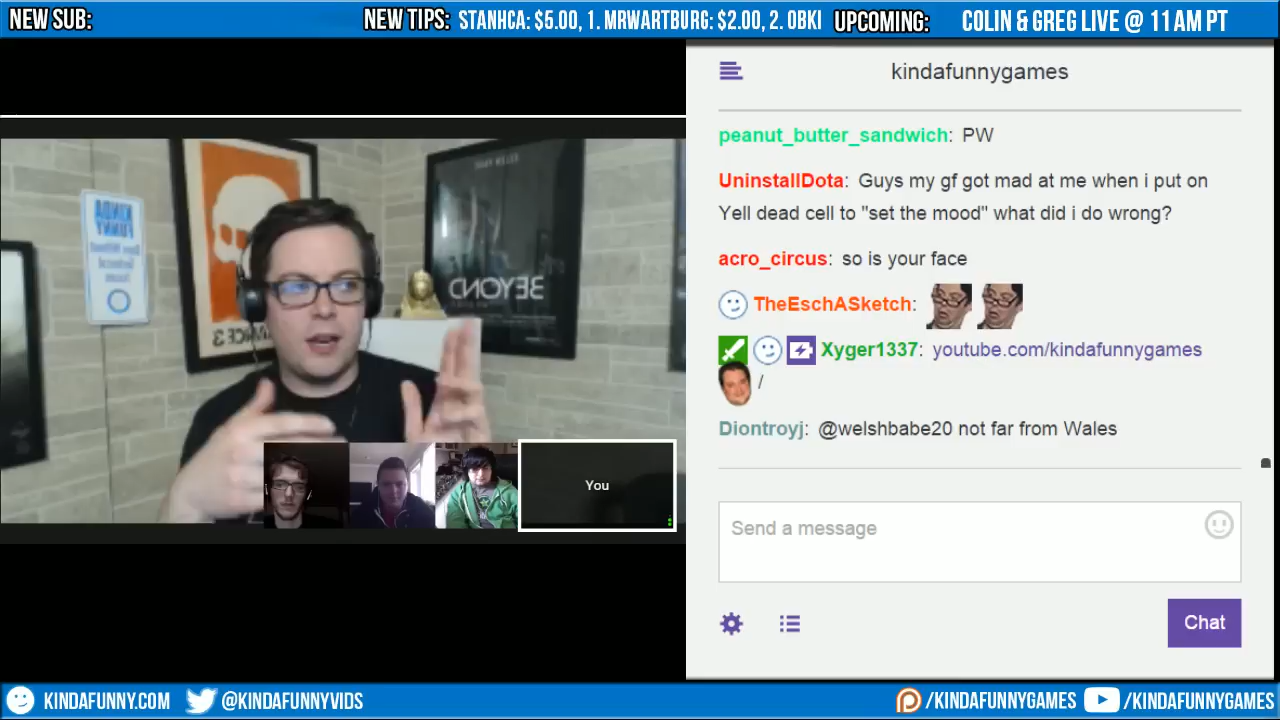 NEW SUB:
NEW TIPS: STANHCA: $5.00, 1. MRWARTBURG: $2.00, 2. OBKI
UPCOMING: COLIN & GREG LIVE @ 11 AM PT
kindafunnygames
peanut_butter_sandwich: PW
UninstallDota: Guys my gf got mad at me when i put on
Yell dead cell to "set the mood" what did i do wrong?
acro_circus: so is your face
TheEschASketch:
Xyger1337: youtube.com/kindafunnygames
/
Diontroyj: @welshbabe20 not far from Wales
Send a message
Chat
KINDA
FUNNY
BEYOND
You
KINDAFUNNY.COM
@KINDAFUNNYVIDS
/KINDAFUNNYGAMES
/KINDAFUNNYGAMES